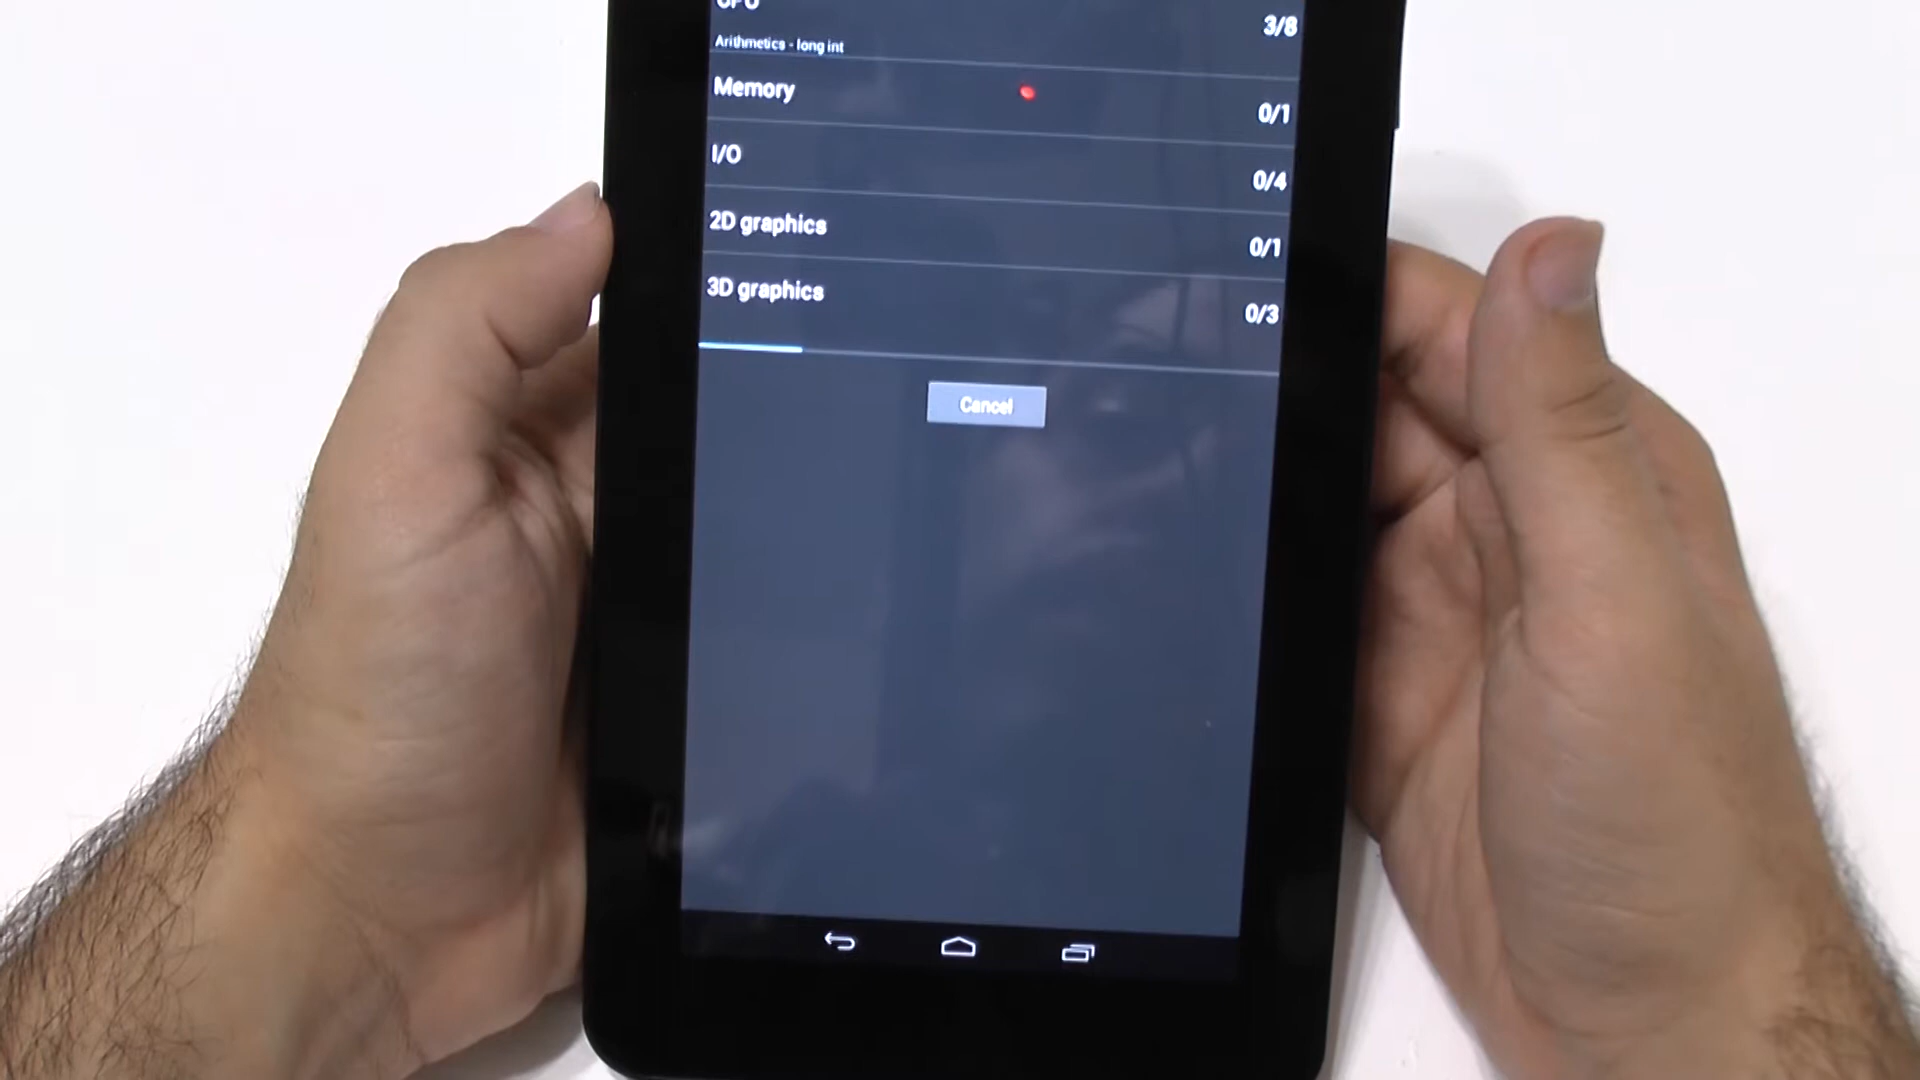 CPU
3/8
Arithmetics - long int
Memory
0/1
I/O
0/4
2D graphics
0/1
3D graphics
0/3
Cancel